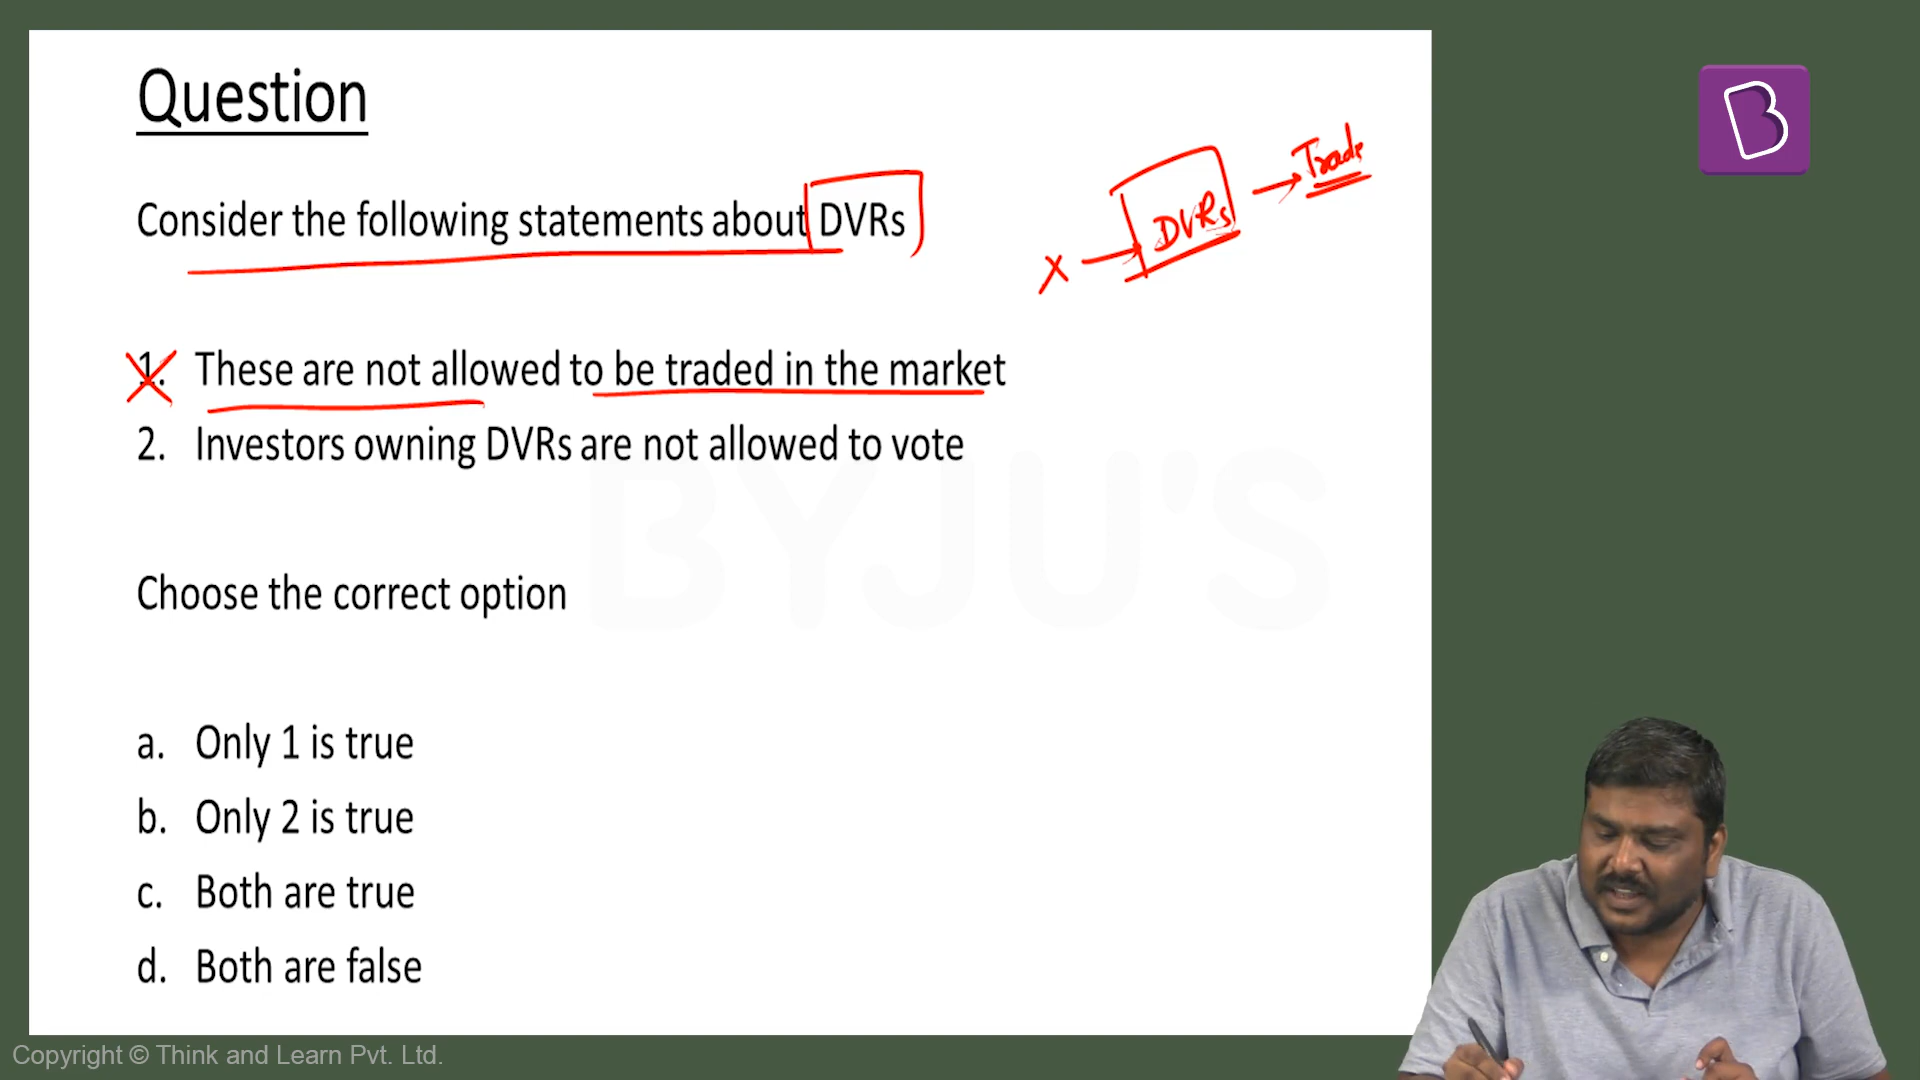 Question
Consider the following statements about DVRs
X → DVRs → Trade
1. These are not allowed to be traded in the market
2. Investors owning DVRs are not allowed to vote
BYJU'S
Choose the correct option
a. Only 1 is true
b. Only 2 is true
c. Both are true
d. Both are false
B
Copyright © Think and Learn Pvt. Ltd.